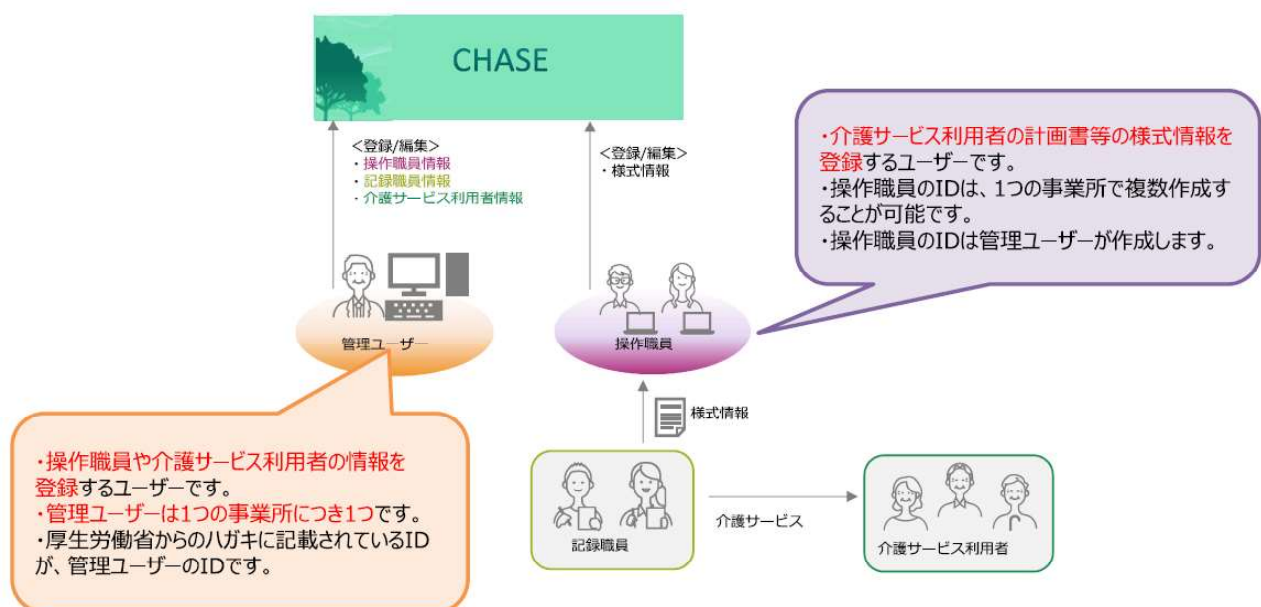 CHASE
<登録/編集>
・操作職員情報
・記録職員情報
・介護サービス利用者情報
<登録/編集>
・様式情報
・介護サービス利用者の計画書等の様式情報を
登録するユーザーです。
・操作職員のIDは、1つの事業所で複数作成す
ることが可能です。
・操作職員のIDは管理ユーザーが作成します。
管理ユーザー
操作職員
様式情報
・操作職員や介護サービス利用者の情報を
登録するユーザーです。
・管理ユーザーは1つの事業所につき1つです。
・厚生労働省からのハガキに記載されているID
が、管理ユーザーのIDです。
記録職員
介護サービス
介護サービス利用者